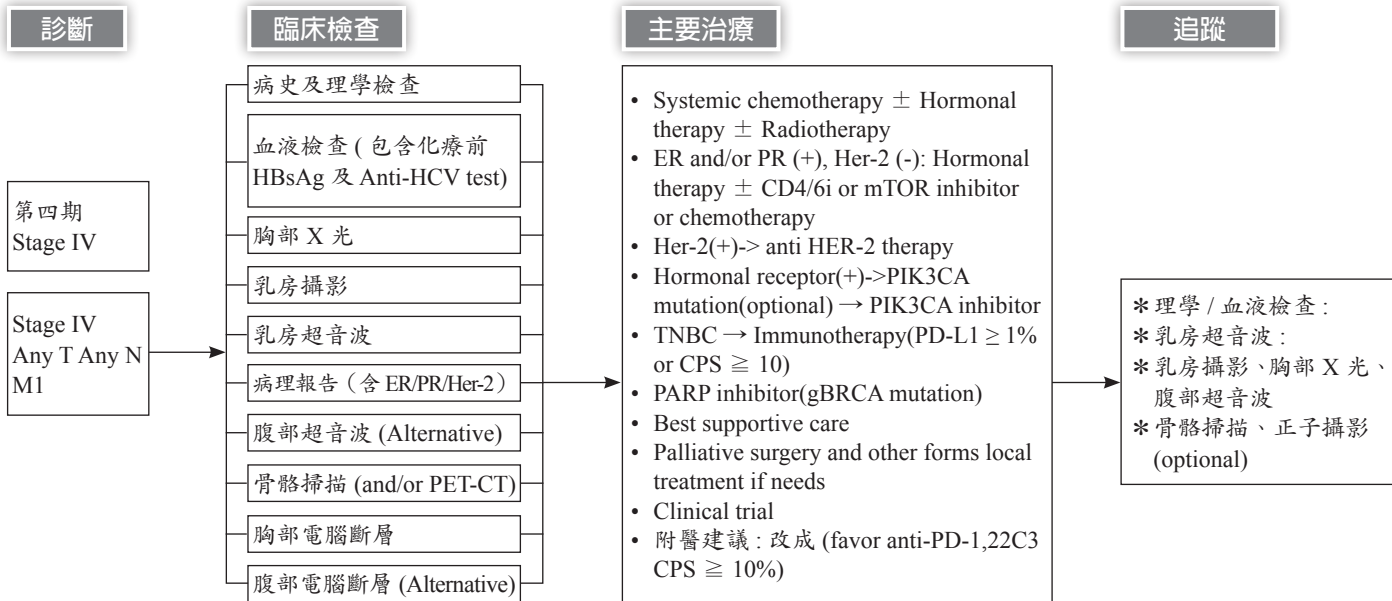 診斷
臨床檢查
主要治療
追蹤
第四期
Stage IV
Stage IV
Any T Any N
M1
病史及理學檢查
血液檢查 ( 包含化療前
HBsAg 及 Anti-HCV test)
胸部 X 光
乳房攝影
乳房超音波
病理報告（含 ER/PR/Her-2）
腹部超音波 (Alternative)
骨骼掃描 (and/or PET-CT)
胸部電腦斷層
腹部電腦斷層 (Alternative)
• Systemic chemotherapy ± Hormonal
therapy ± Radiotherapy
• ER and/or PR (+), Her-2 (-): Hormonal
therapy ± CD4/6i or mTOR inhibitor
or chemotherapy
• Her-2(+)-> anti HER-2 therapy
• Hormonal receptor(+)->PIK3CA
mutation(optional) → PIK3CA inhibitor
• TNBC → Immunotherapy(PD-L1 ≥ 1%
or CPS ≧ 10)
• PARP inhibitor(gBRCA mutation)
• Best supportive care
• Palliative surgery and other forms local
treatment if needs
• Clinical trial
• 附醫建議 : 改成 (favor anti-PD-1,22C3
CPS ≧ 10%)
＊理學 / 血液檢查 :
＊乳房超音波 :
＊乳房攝影、胸部 X 光、
腹部超音波
＊骨骼掃描、正子攝影
(optional)